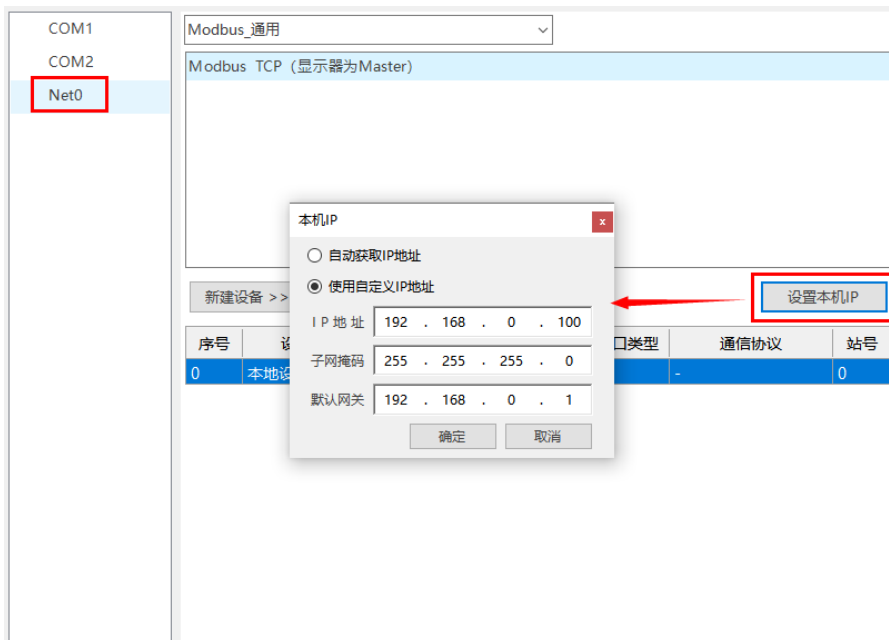 COM1
COM2
Net0
Modbus_通用
Modbus TCP (显示器为Master)
本机IP
x
自动获取IP地址
使用自定义IP地址
IP地址 192 . 168 . 0 . 100
子网掩码 255 . 255 . 255 . 0
默认网关 192 . 168 . 0 . 1
确定 取消
新建设备 >>
设置本机IP
序号 口类型 通信协议 站号
0 本地设 - 0